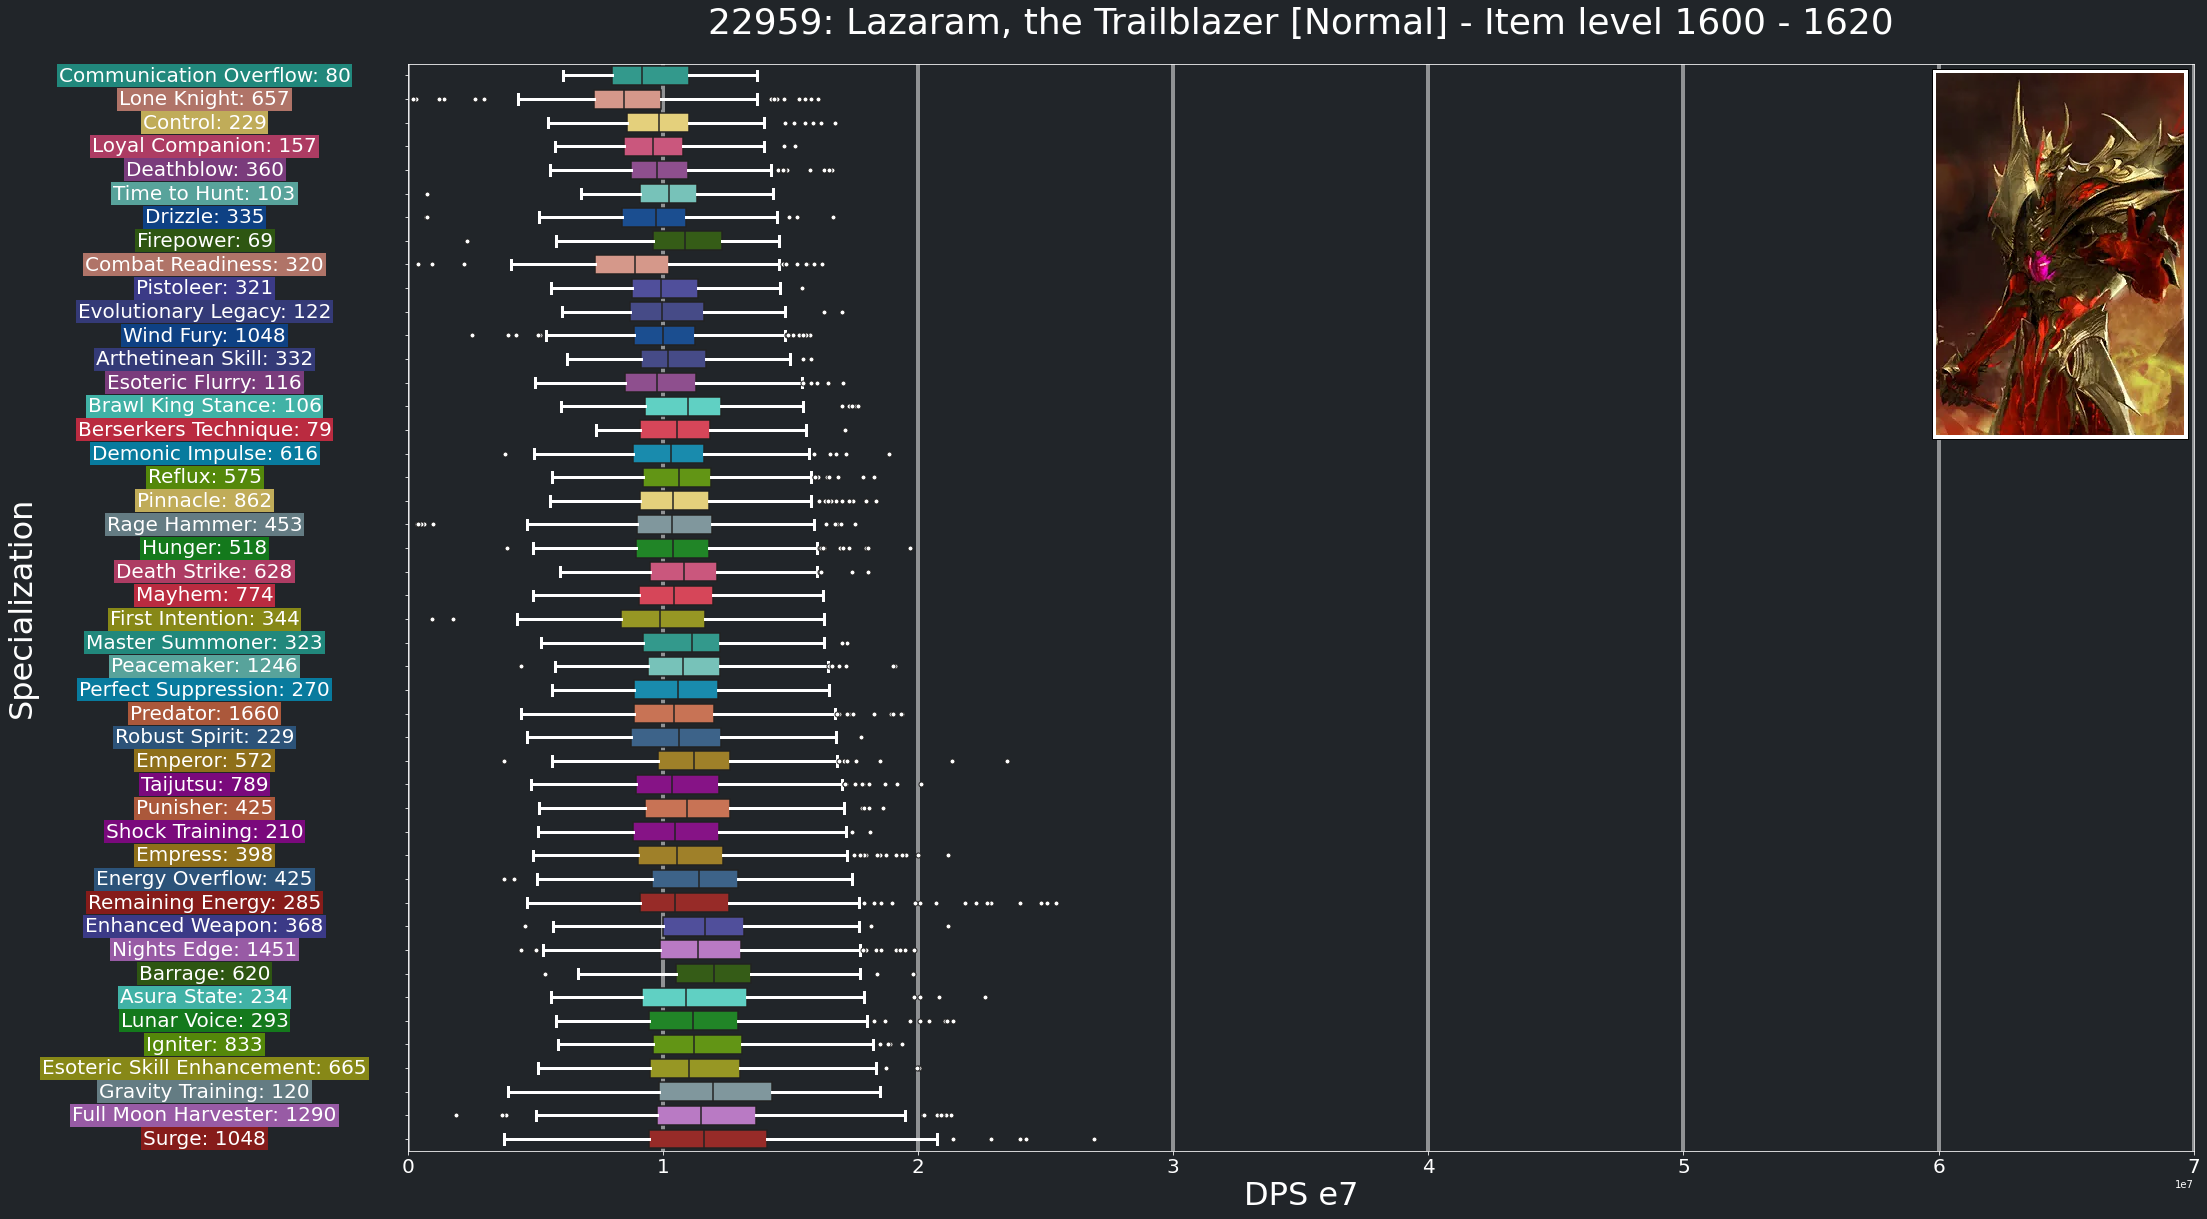 22959: Lazaram, the Trailblazer [Normal] - Item level 1600 - 1620
Specialization
Communication Overflow: 80
Lone Knight: 657
Control: 229
Loyal Companion: 157
Deathblow: 360
Time to Hunt: 103
Drizzle: 335
Firepower: 69
Combat Readiness: 320
Pistoleer: 321
Evolutionary Legacy: 122
Wind Fury: 1048
Arthetinean Skill: 332
Esoteric Flurry: 116
Brawl King Stance: 106
Berserkers Technique: 79
Demonic Impulse: 616
Reflux: 575
Pinnacle: 862
Rage Hammer: 453
Hunger: 518
Death Strike: 628
Mayhem: 774
First Intention: 344
Master Summoner: 323
Peacemaker: 1246
Perfect Suppression: 270
Predator: 1660
Robust Spirit: 229
Emperor: 572
Taijutsu: 789
Punisher: 425
Shock Training: 210
Empress: 398
Energy Overflow: 425
Remaining Energy: 285
Enhanced Weapon: 368
Nights Edge: 1451
Barrage: 620
Asura State: 234
Lunar Voice: 293
Igniter: 833
Esoteric Skill Enhancement: 665
Gravity Training: 120
Full Moon Harvester: 1290
Surge: 1048
0 1 2 3 4 5 6 7
1e7
DPS e7